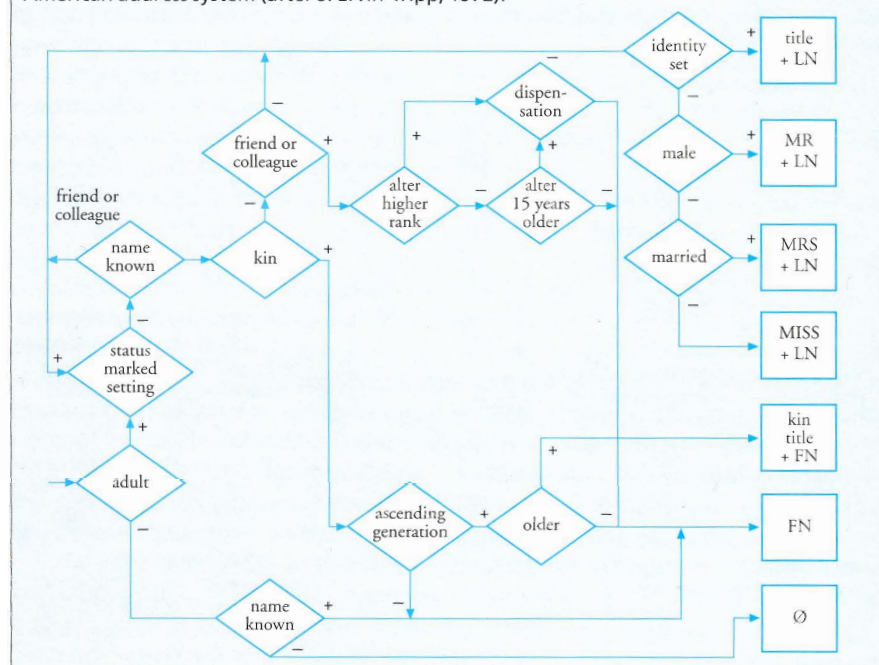 American address system (after S. Ervin-Tripp, 1972).
identity
set
+
−
title
+ LN
dispen-
sation
−
friend or
colleague
+
−
male
+
−
MR
+ LN
alter
higher
rank
+
−
alter
15 years
older
+
−
friend or
colleague
name
known
kin
−
+
married
+
−
MRS
+ LN
MISS
+ LN
status
marked
setting
+
−
kin
title
+ FN
adult
+
−
ascending
generation
+
−
older
+
−
FN
name
known
+
−
Ø